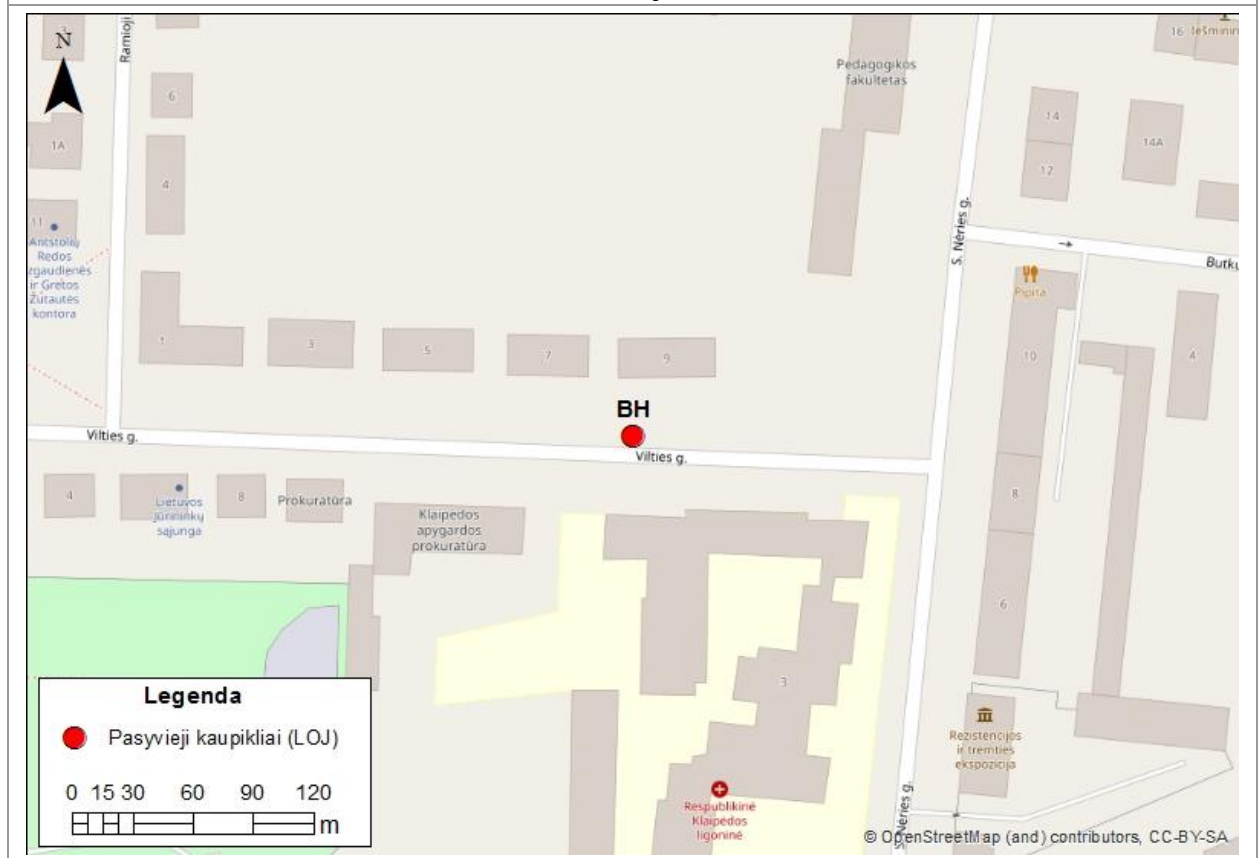 N
Ramioji
6
1A
4
11
Antstolių
Redos
zgaudienės
ir Gretos
Žutautės
kontora
1
3
5
7
9
Pedagogikos
fakultetas
16
Iešminin
14
12
14A
S. Nėries g.
Butku
Pipita
10
4
BH
Vilties g.
Vilties g.
4
Lietuvos
Jūrininkų
sąjunga
8
Prokuratūra
Klaipėdos
apygardos
prokuratūra
8
6
3
Rezistencijos
ir tremties
ekspozicija
Respublikinė
Klaipėdos
ligoninė
S. Nėries g.
Legenda
Pasyvieji kaupikliai (LOJ)
0 15 30 60 90 120
m
© OpenStreetMap (and) contributors, CC-BY-SA